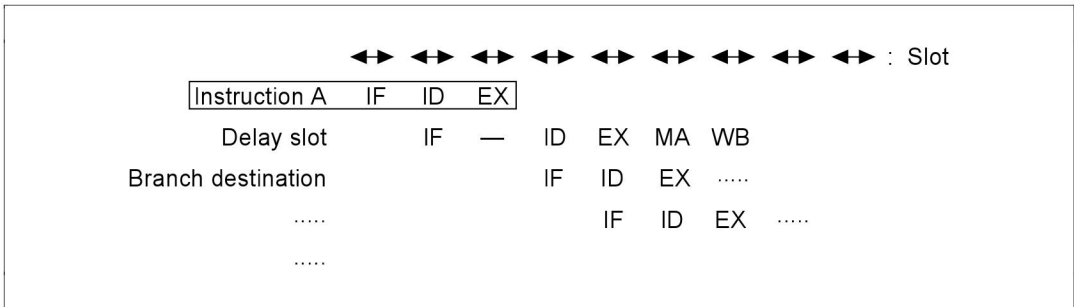 : Slot
Instruction A IF ID EX
Delay slot IF — ID EX MA WB
Branch destination IF ID EX .....
..... IF ID EX .....
.....